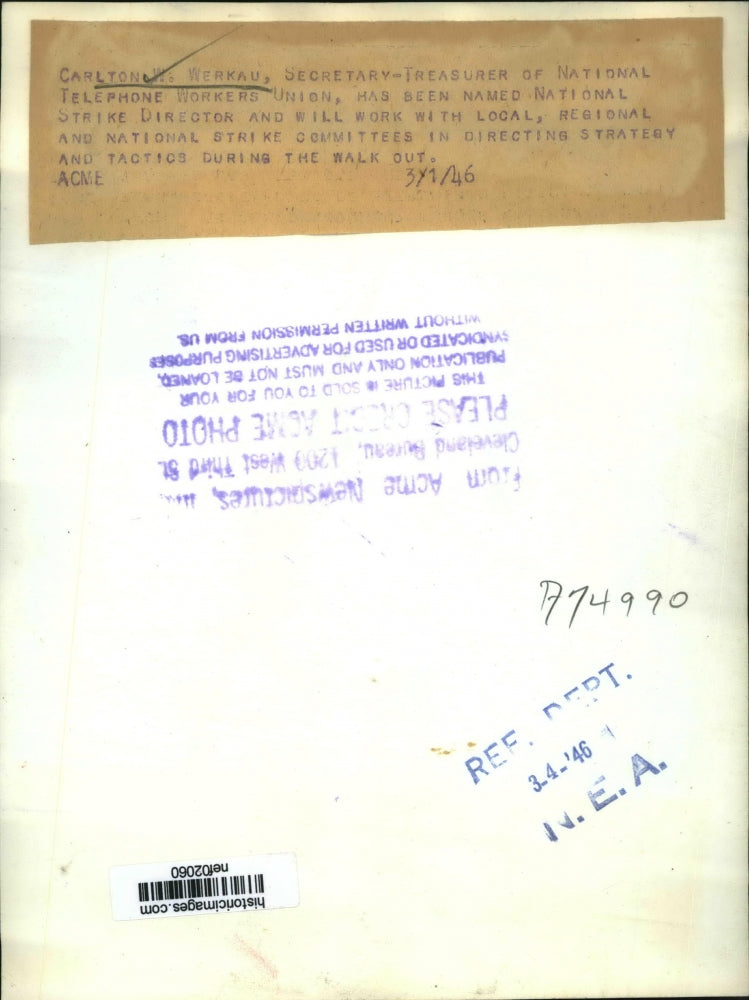 CARLTON W. WERKAU, SECRETARY-TREASURER OF NATIONAL
TELEPHONE WORKERS UNION, HAS BEEN NAMED NATIONAL
STRIKE DIRECTOR AND WILL WORK WITH LOCAL, REGIONAL
AND NATIONAL STRIKE COMMITTEES IN DIRECTING STRATEGY
AND TACTICS DURING THE WALK OUT.
ACME 3/1/46
From Acme Newspictures,
Cleveland Bureau, 1200 West Third St.
PLEASE CREDIT ACME PHOTO
THIS PICTURE IS SOLD TO YOU FOR YOUR
PUBLICATION ONLY AND MUST NOT BE LOANED,
SYNDICATED OR USED FOR ADVERTISING PURPOSES
WITHOUT WRITTEN PERMISSION FROM US.
A74990
REF. DEPT.
3-4-'46
N.E.A.
historicimages.com
nef02060